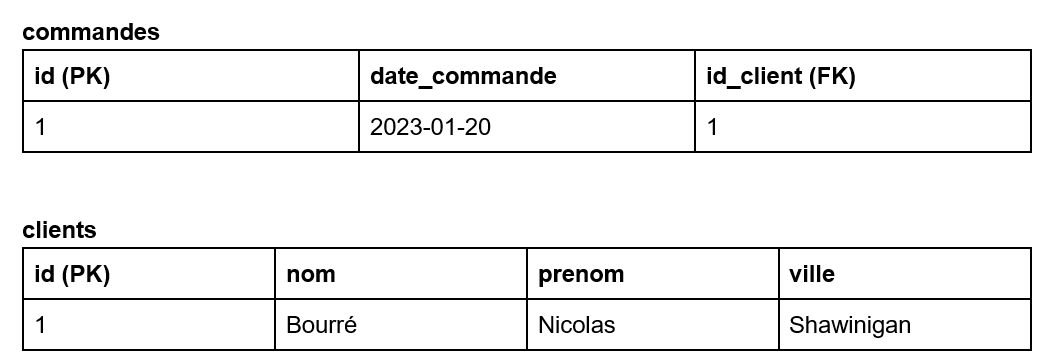 commandes
id (PK) date_commande id_client (FK)
1 2023-01-20 1
clients
id (PK) nom prenom ville
1 Bourré Nicolas Shawinigan